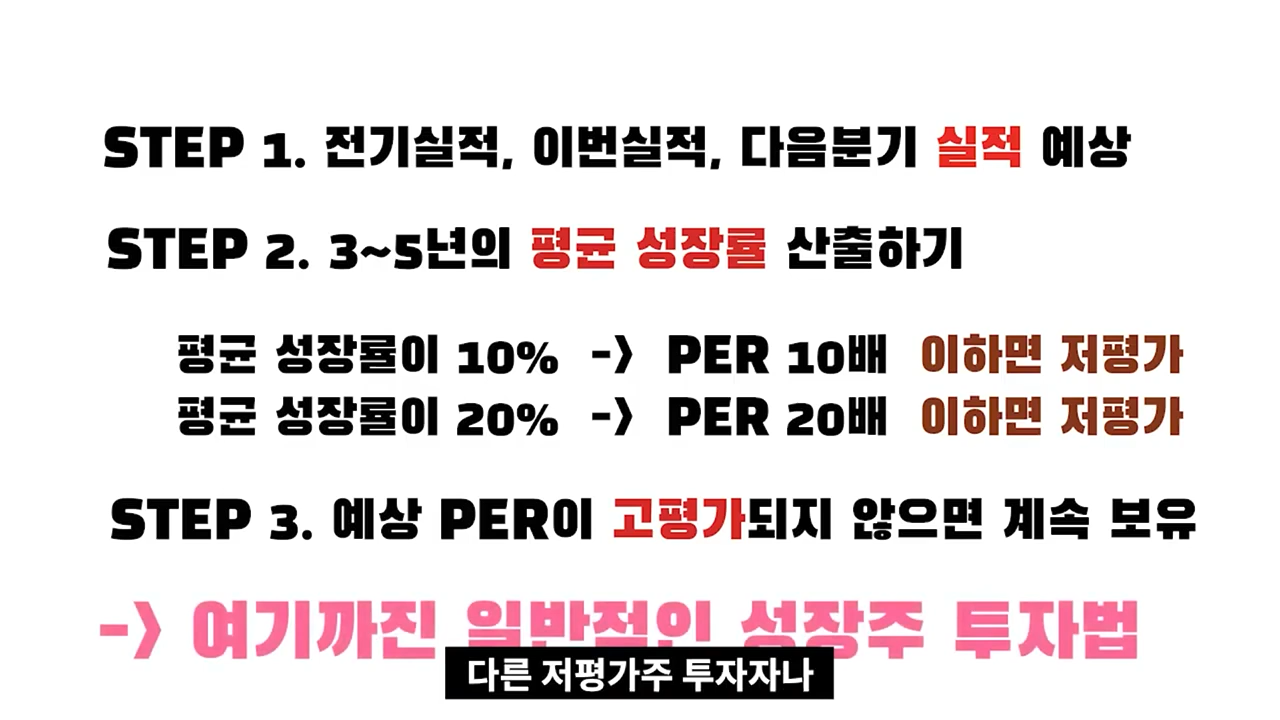 STEP 1. 전기실적, 이번실적, 다음분기 실적 예상
STEP 2. 3~5년의 평균 성장률 산출하기
평균 성장률이 10% -> PER 10배 이하면 저평가
평균 성장률이 20% -> PER 20배 이하면 저평가
STEP 3. 예상 PER이 고평가되지 않으면 계속 보유
-> 여기까진 일반적인 성장주 투자법
다른 저평가주 투자자나